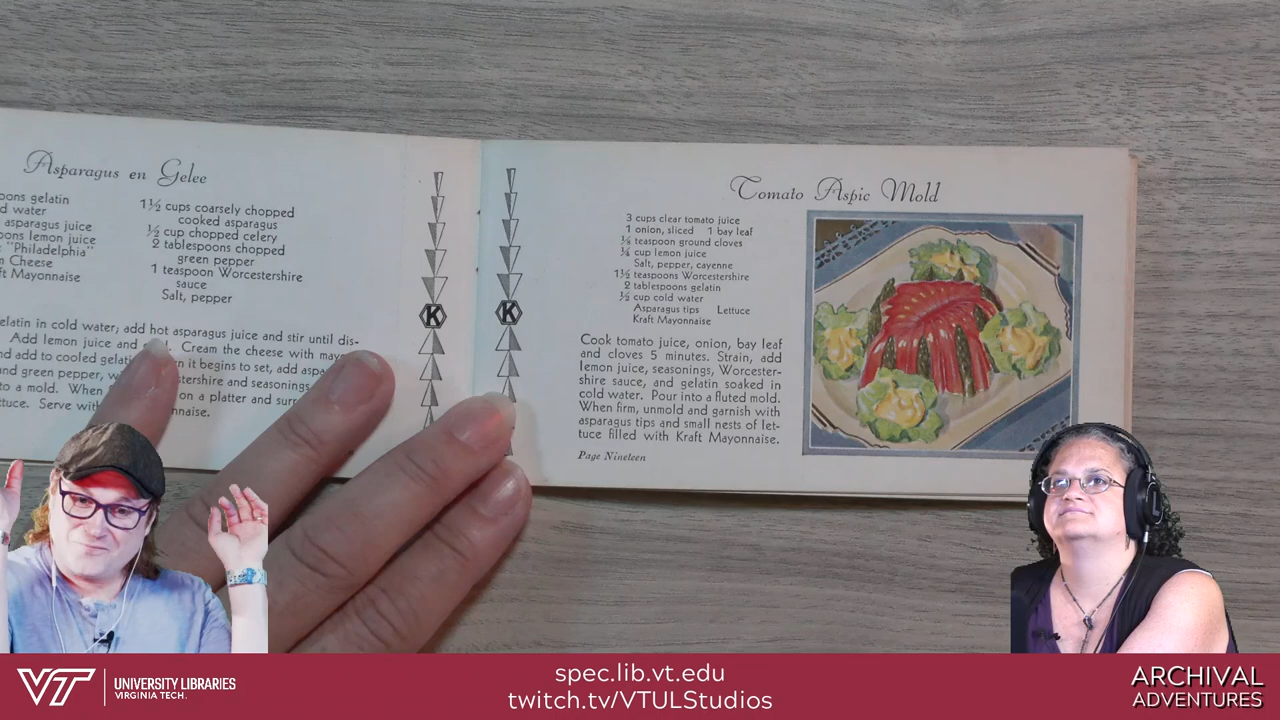 Asparagus en Gelee
oons gelatin
d water
asparagus juice
oons lemon juice
"Philadelphia"
m Cheese
ft Mayonnaise
1½ cups coarsely chopped
cooked asparagus
½ cup chopped celery
2 tablespoons chopped
green pepper
1 teaspoon Worcestershire
sauce
Salt, pepper
elatin in cold water; add hot asparagus juice and stir until dis-
Add lemon juice and Cream the cheese with
nd add to cooled it begins to set, add
and green pepper, and seasonings
to a mold. When on a platter and
ttuce. Serve with
K
K
Tomato Aspic Mold
3 cups clear tomato juice
1 onion, sliced 1 bay leaf
teaspoon ground cloves
¼ cup lemon juice
Salt, pepper, cayenne
1½ teaspoons Worcestershire
2 tablespoons gelatin
½ cup cold water
Asparagus tips Lettuce
Kraft Mayonnaise
Cook tomato juice, onion, bay leaf
and cloves 5 minutes. Strain, add
lemon juice, seasonings, Worcester-
shire sauce, and gelatin soaked in
cold water. Pour into a fluted mold.
When firm, unmold and garnish with
asparagus tips and small nests of let-
tuce filled with Kraft Mayonnaise.
Page Nineteen
VT UNIVERSITY LIBRARIES
VIRGINIA TECH.
spec.lib.vt.edu
twitch.tv/VTULStudios
ARCHIVAL
ADVENTURES